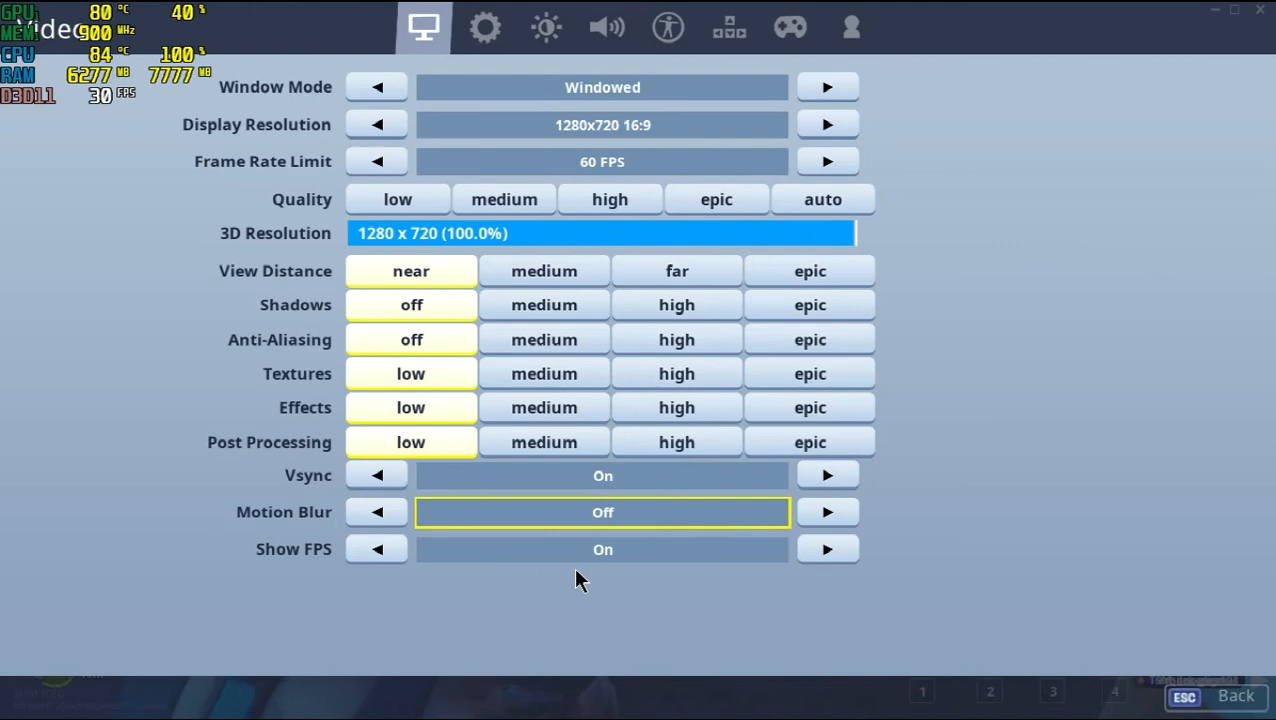 GPU 80 °C 40 %
Video
MEM 900 MHz
CPU 84 °C 100 %
RAM 6277 MB 7777 MB
D3D11 30 FPS
Window Mode ◄ Windowed ►
Display Resolution ◄ 1280x720 16:9 ►
Frame Rate Limit ◄ 60 FPS ►
Quality low medium high epic auto
3D Resolution 1280 x 720 (100.0%)
View Distance near medium far epic
Shadows off medium high epic
Anti-Aliasing off medium high epic
Textures low medium high epic
Effects low medium high epic
Post Processing low medium high epic
Vsync ◄ On ►
Motion Blur ◄ Off ►
Show FPS ◄ On ►
1 2 3 4
ESC Back